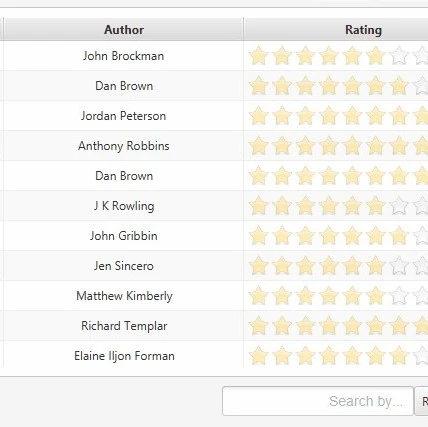 Author Rating
John Brockman
Dan Brown
Jordan Peterson
Anthony Robbins
Dan Brown
J K Rowling
John Gribbin
Jen Sincero
Matthew Kimberly
Richard Templar
Elaine Iljon Forman
Search by... R